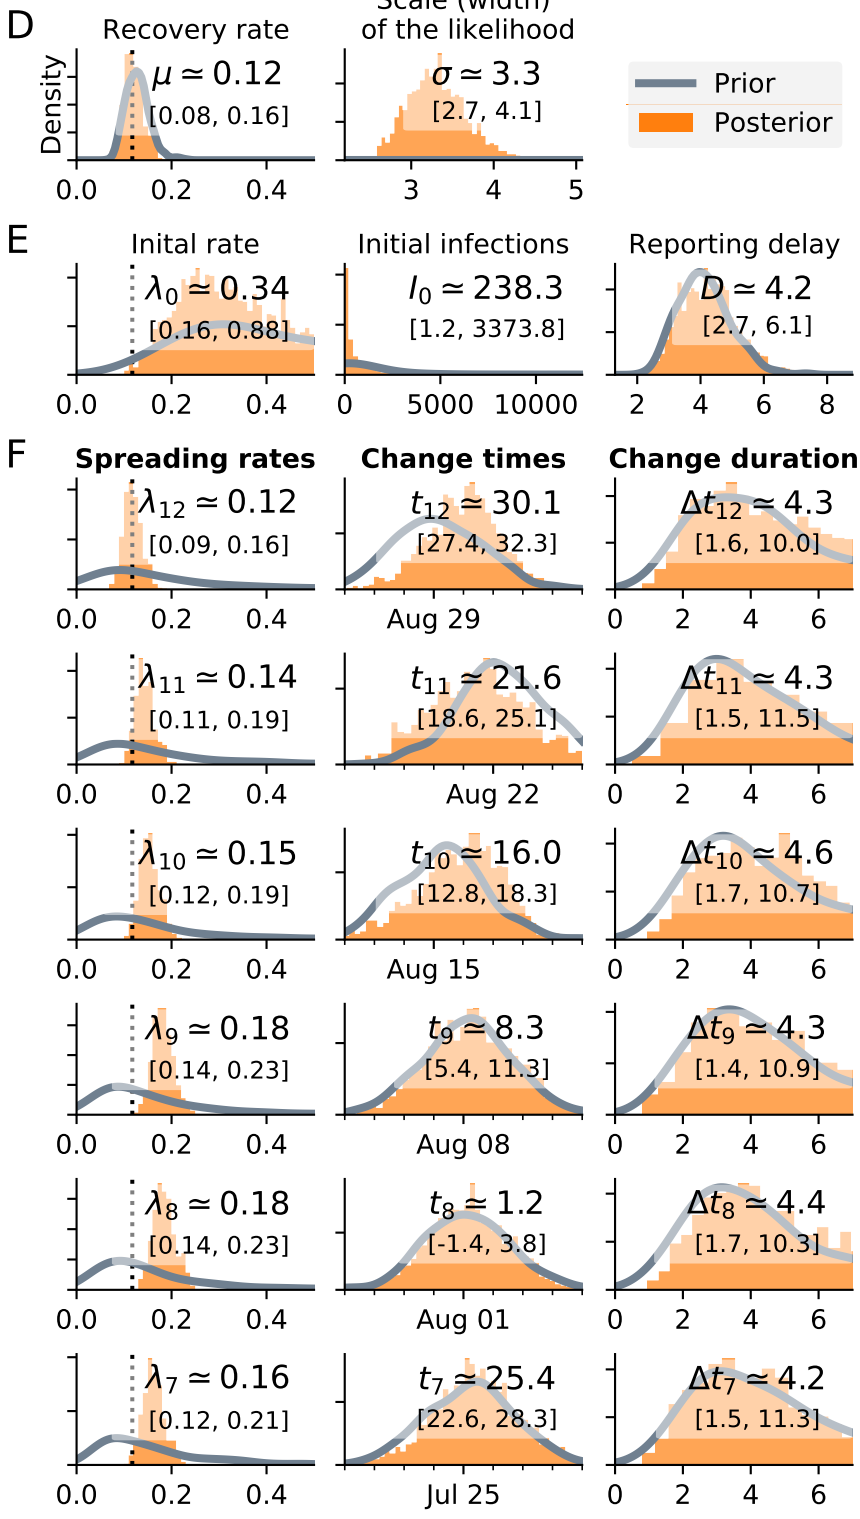 D
Recovery rate
Scale (width)
of the likelihood
Density
μ ≃ 0.12
[0.08, 0.16]
0.0 0.2 0.4
σ ≃ 3.3
[2.7, 4.1]
3 4 5
Prior
Posterior
E
Inital rate
λ0 ≃ 0.34
[0.16, 0.88]
0.0 0.2 0.4
Initial infections
I0 ≃ 238.3
[1.2, 3373.8]
0 5000 10000
Reporting delay
D ≃ 4.2
[2.7, 6.1]
2 4 6 8
F
Spreading rates
Change times
Change duration
λ12 ≃ 0.12
[0.09, 0.16]
0.0 0.2 0.4
t12 ≃ 30.1
[27.4, 32.3]
Aug 29
Δt12 ≃ 4.3
[1.6, 10.0]
0 2 4 6
λ11 ≃ 0.14
[0.11, 0.19]
0.0 0.2 0.4
t11 ≃ 21.6
[18.6, 25.1]
Aug 22
Δt11 ≃ 4.3
[1.5, 11.5]
0 2 4 6
λ10 ≃ 0.15
[0.12, 0.19]
0.0 0.2 0.4
t10 ≃ 16.0
[12.8, 18.3]
Aug 15
Δt10 ≃ 4.6
[1.7, 10.7]
0 2 4 6
λ9 ≃ 0.18
[0.14, 0.23]
0.0 0.2 0.4
t9 ≃ 8.3
[5.4, 11.3]
Aug 08
Δt9 ≃ 4.3
[1.4, 10.9]
0 2 4 6
λ8 ≃ 0.18
[0.14, 0.23]
0.0 0.2 0.4
t8 ≃ 1.2
[-1.4, 3.8]
Aug 01
Δt8 ≃ 4.4
[1.7, 10.3]
0 2 4 6
λ7 ≃ 0.16
[0.12, 0.21]
0.0 0.2 0.4
t7 ≃ 25.4
[22.6, 28.3]
Jul 25
Δt7 ≃ 4.2
[1.5, 11.3]
0 2 4 6